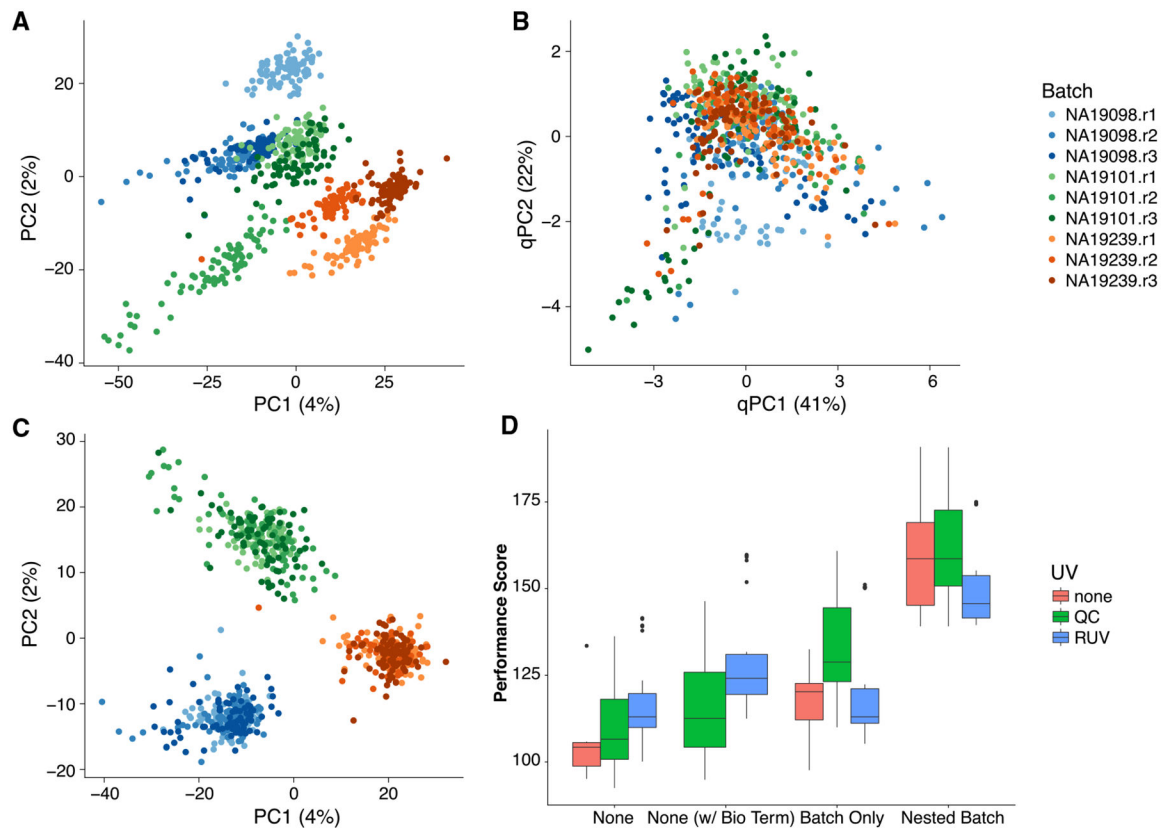 A
20
0
−20
−40
PC2 (2%)
−50
−25
0
25
PC1 (4%)
B
2
0
−2
−4
qPC2 (22%)
−3
0
3
6
qPC1 (41%)
Batch
NA19098.r1
NA19098.r2
NA19098.r3
NA19101.r1
NA19101.r2
NA19101.r3
NA19239.r1
NA19239.r2
NA19239.r3
C
30
20
10
0
−10
−20
PC2 (2%)
−40
−20
0
20
PC1 (4%)
D
175
150
125
100
Performance Score
None
None (w/ Bio Term)
Batch Only
Nested Batch
UV
none
QC
RUV